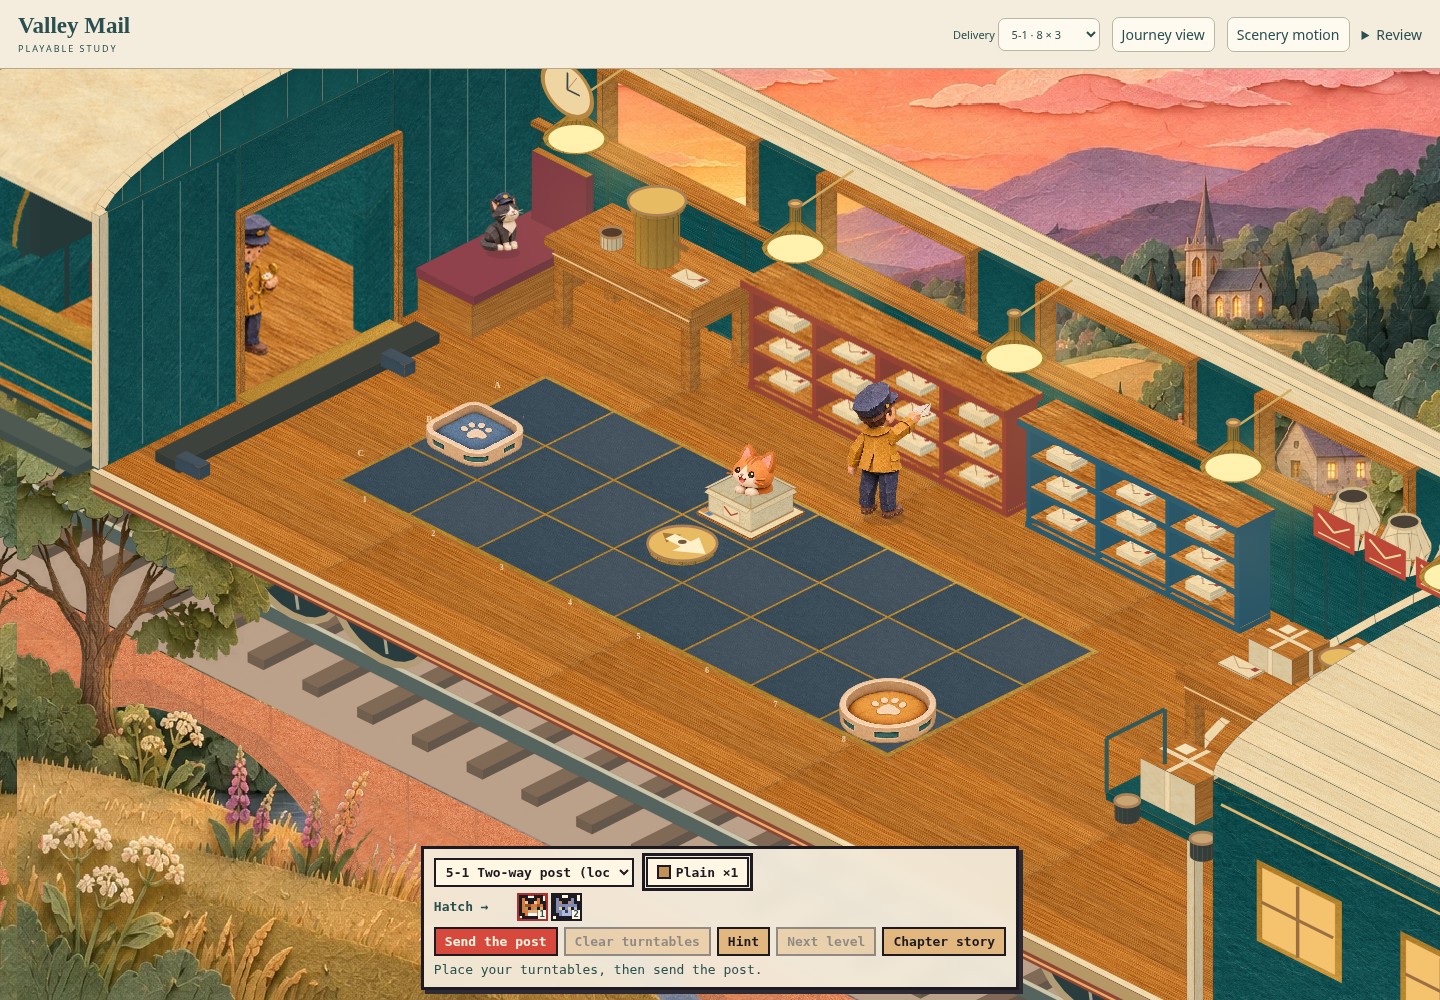 Valley Mail
PLAYABLE STUDY
Delivery 5-1 · 8 × 3 Journey view Scenery motion ▶ Review
A
B
C
1
2
3
4
5
6
7
8
5-1 Two-way post (loc Plain ×1
Hatch → 1 2
Send the post Clear turntables Hint Next level Chapter story
Place your turntables, then send the post.